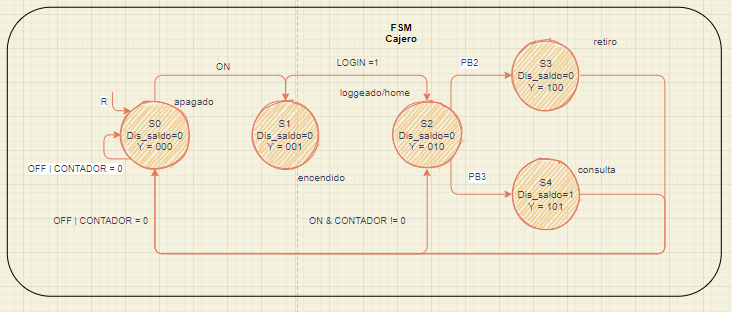 FSM
Cajero
ON
LOGIN =1
PB2
retiro
S3
Dis_saldo=0
Y = 100
R
apagado
loggeado/home
S0
Dis_saldo=0
Y = 000
S1
Dis_saldo=0
Y = 001
S2
Dis_saldo=0
Y = 010
OFF | CONTADOR = 0
encendido
PB3
consulta
S4
Dis_saldo=1
Y = 101
OFF | CONTADOR = 0
ON & CONTADOR != 0